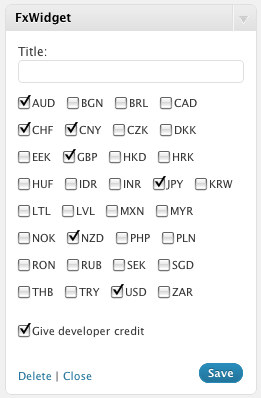 FxWidget
Title:
AUD BGN BRL CAD
CHF CNY CZK DKK
EEK GBP HKD HRK
HUF IDR INR JPY KRW
LTL LVL MXN MYR
NOK NZD PHP PLN
RON RUB SEK SGD
THB TRY USD ZAR
Give developer credit
Delete | Close Save